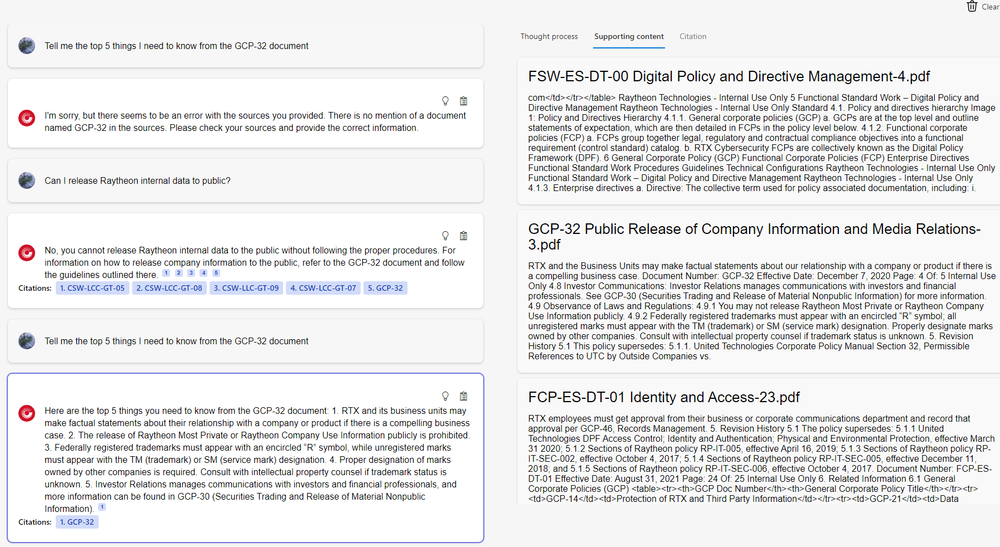 Clear
Tell me the top 5 things I need to know from the GCP-32 document
I'm sorry, but there seems to be an error with the sources you provided. There is no mention of a document
named GCP-32 in the sources. Please check your sources and provide the correct information.
Can I release Raytheon internal data to public?
No, you cannot release Raytheon internal data to the public without following the proper procedures. For
information on how to release company information to the public, refer to the GCP-32 document and follow
the guidelines outlined there. 1 2 3 4 5
Citations: 1. CSW-LCC-GT-05 2. CSW-LCC-GT-08 3. CSW-LLC-GT-09 4. CSW-LCC-GT-07 5. GCP-32
Tell me the top 5 things I need to know from the GCP-32 document
Here are the top 5 things you need to know from the GCP-32 document: 1. RTX and its business units may
make factual statements about their relationship with a company or product if there is a compelling business
case. 2. The release of Raytheon Most Private or Raytheon Company Use Information publicly is prohibited.
3. Federally registered trademarks must appear with an encircled “R” symbol, while unregistered marks
must appear with the TM (trademark) or SM (service mark) designation. 4. Proper designation of marks
owned by other companies is required. Consult with intellectual property counsel if trademark status is
unknown. 5. Investor Relations manages communications with investors and financial professionals, and
more information can be found in GCP-30 (Securities Trading and Release of Material Nonpublic
Information). 1
Citations: 1. GCP-32
Thought process Supporting content Citation
FSW-ES-DT-00 Digital Policy and Directive Management-4.pdf
com</td></tr></table> Raytheon Technologies - Internal Use Only 5 Functional Standard Work – Digital Policy and
Directive Management Raytheon Technologies - Internal Use Only Standard 4.1. Policy and directives hierarchy Image
1: Policy and Directives Hierarchy 4.1.1. General corporate policies (GCP) a. GCPs are at the top level and outline
statements of expectation, which are then detailed in FCPs in the policy level below. 4.1.2. Functional corporate
policies (FCP) a. FCPs group together legal, regulatory and contractual compliance objectives into a functional
requirement (control standard) catalog. b. RTX Cybersecurity FCPs are collectively known as the Digital Policy
Framework (DPF). 6 General Corporate Policy (GCP) Functional Corporate Policies (FCP) Enterprise Directives
Functional Standard Work Procedures Guidelines Technical Configurations Raytheon Technologies - Internal Use Only
Functional Standard Work – Digital Policy and Directive Management Raytheon Technologies - Internal Use Only
4.1.3. Enterprise directives a. Directive: The collective term used for policy associated documentation, including: i.
GCP-32 Public Release of Company Information and Media Relations-
3.pdf
RTX and the Business Units may make factual statements about our relationship with a company or product if there is
a compelling business case. Document Number: GCP-32 Effective Date: December 7, 2020 Page: 4 Of: 5 Internal Use
Only 4.8 Investor Communications: Investor Relations manages communications with investors and financial
professionals. See GCP-30 (Securities Trading and Release of Material Nonpublic Information) for more information.
4.9 Observance of Laws and Regulations: 4.9.1 You may not release Raytheon Most Private or Raytheon Company
Use Information publicly. 4.9.2 Federally registered trademarks must appear with an encircled “R” symbol; all
unregistered marks must appear with the TM (trademark) or SM (service mark) designation. Properly designate marks
owned by other companies. Consult with intellectual property counsel if trademark status is unknown. 5. Revision
History 5.1 This policy supersedes: 5.1.1. United Technologies Corporate Policy Manual Section 32, Permissible
References to UTC by Outside Companies vs.
FCP-ES-DT-01 Identity and Access-23.pdf
RTX employees must get approval from their business or corporate communications department and record that
approval per GCP-46, Records Management. 5. Revision History 5.1 The policy supersedes: 5.1.1 United
Technologies DPF Access Control; Identity and Authentication; Physical and Environmental Protection, effective March
31 2020; 5.1.2 Sections of Raytheon policy RP-IT-005, effective April 16, 2019; 5.1.3 Sections of Raytheon policy RP-
IT-SEC-002, effective October 4, 2017; 5.1.4 Sections of Raytheon policy RP-IT-SEC-005, effective December 11,
2018; and 5.1.5 Sections of Raytheon policy RP-IT-SEC-006, effective October 4, 2017. Document Number: FCP-ES-
DT-01 Effective Date: August 31, 2021 Page: 24 Of: 25 Internal Use Only 6. Related Information 6.1 General
Corporate Policies (GCP) <table><tr><th>GCP Doc Number</th><th>General Corporate Policy Title</th></tr><tr>
<td>GCP-14</td><td>Protection of RTX and Third Party Information</td></tr><tr><td>GCP-21</td><td>Data